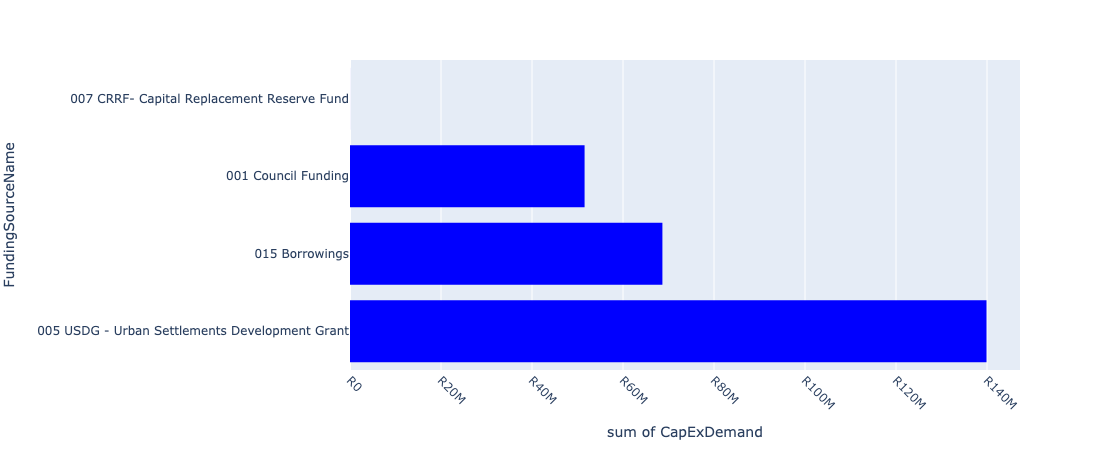 FundingSourceName
007 CRRF- Capital Replacement Reserve Fund
001 Council Funding
015 Borrowings
005 USDG - Urban Settlements Development Grant
R0
R20M
R40M
R60M
R80M
R100M
R120M
R140M
sum of CapExDemand